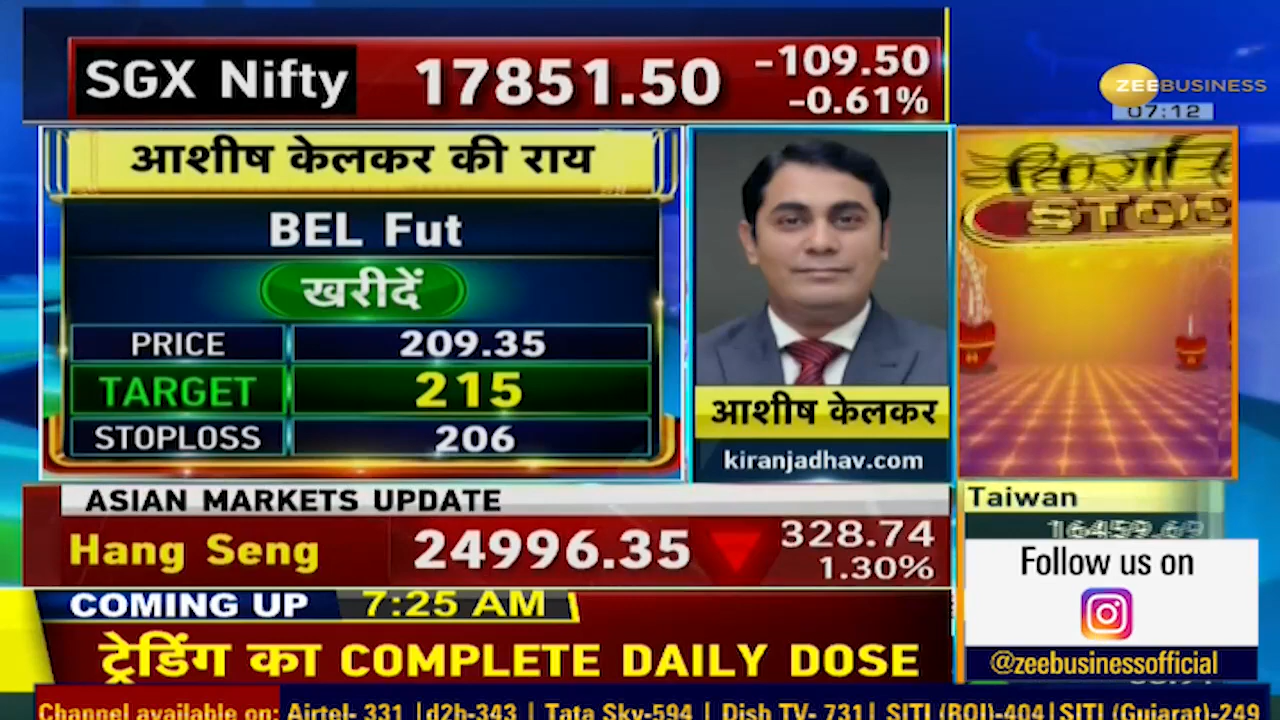 SGX Nifty 17851.50 -109.50
-0.61%
ZEEBUSINESS
07:12
आशीष केलकर की राय
BEL Fut
खरीदें
PRICE 209.35
TARGET 215
STOPLOSS 206
आशीष केलकर
kiranjadhav.com
ASIAN MARKETS UPDATE
Hang Seng 24996.35 328.74
1.30%
Taiwan
16459.69
Follow us on
@zeebusinessofficial
COMING UP 7:25 AM
ट्रेडिंग का COMPLETE DAILY DOSE
Channel available on: Airtel- 331 | d2h-343 | Tata Sky-594 | Dish TV- 731| SITI (ROI)-404|SITI (Gujarat)-249